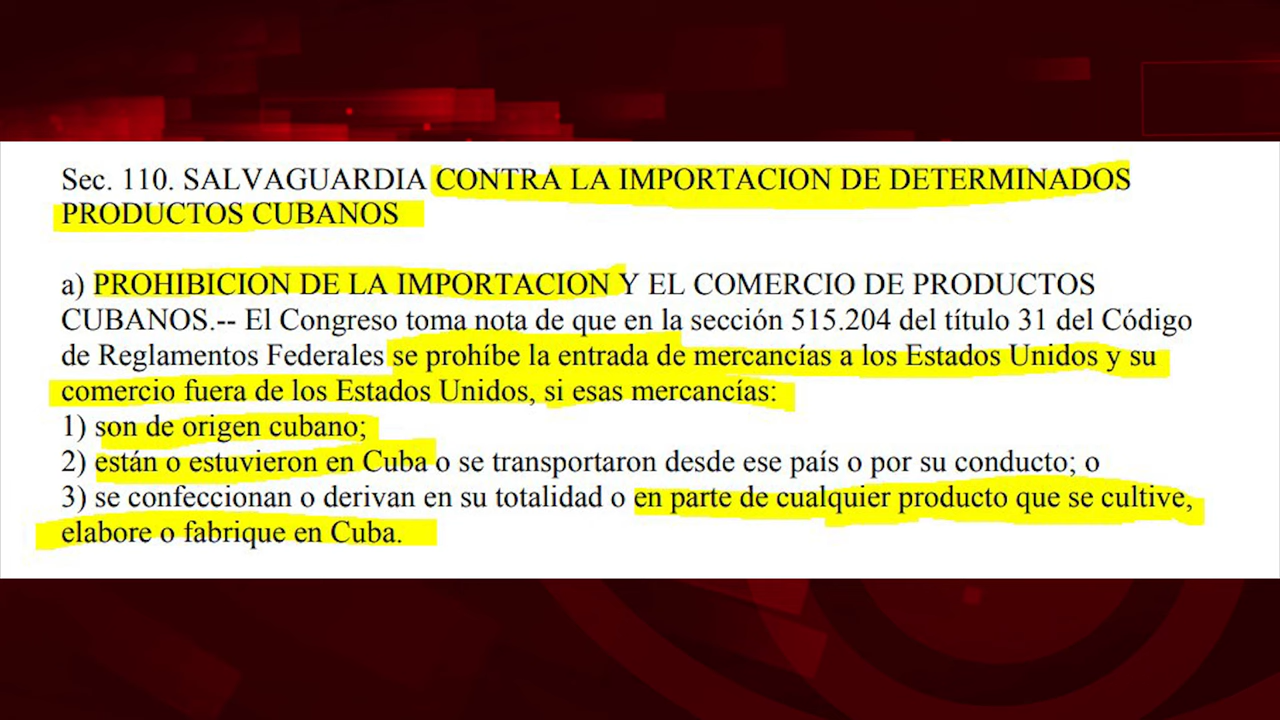 Sec. 110. SALVAGUARDIA CONTRA LA IMPORTACION DE DETERMINADOS
PRODUCTOS CUBANOS
a) PROHIBICION DE LA IMPORTACION Y EL COMERCIO DE PRODUCTOS
CUBANOS.-- El Congreso toma nota de que en la sección 515.204 del título 31 del Código
de Reglamentos Federales se prohíbe la entrada de mercancías a los Estados Unidos y su
comercio fuera de los Estados Unidos, si esas mercancías:
1) son de origen cubano;
2) están o estuvieron en Cuba o se transportaron desde ese país o por su conducto; o
3) se confeccionan o derivan en su totalidad o en parte de cualquier producto que se cultive,
elabore o fabrique en Cuba.